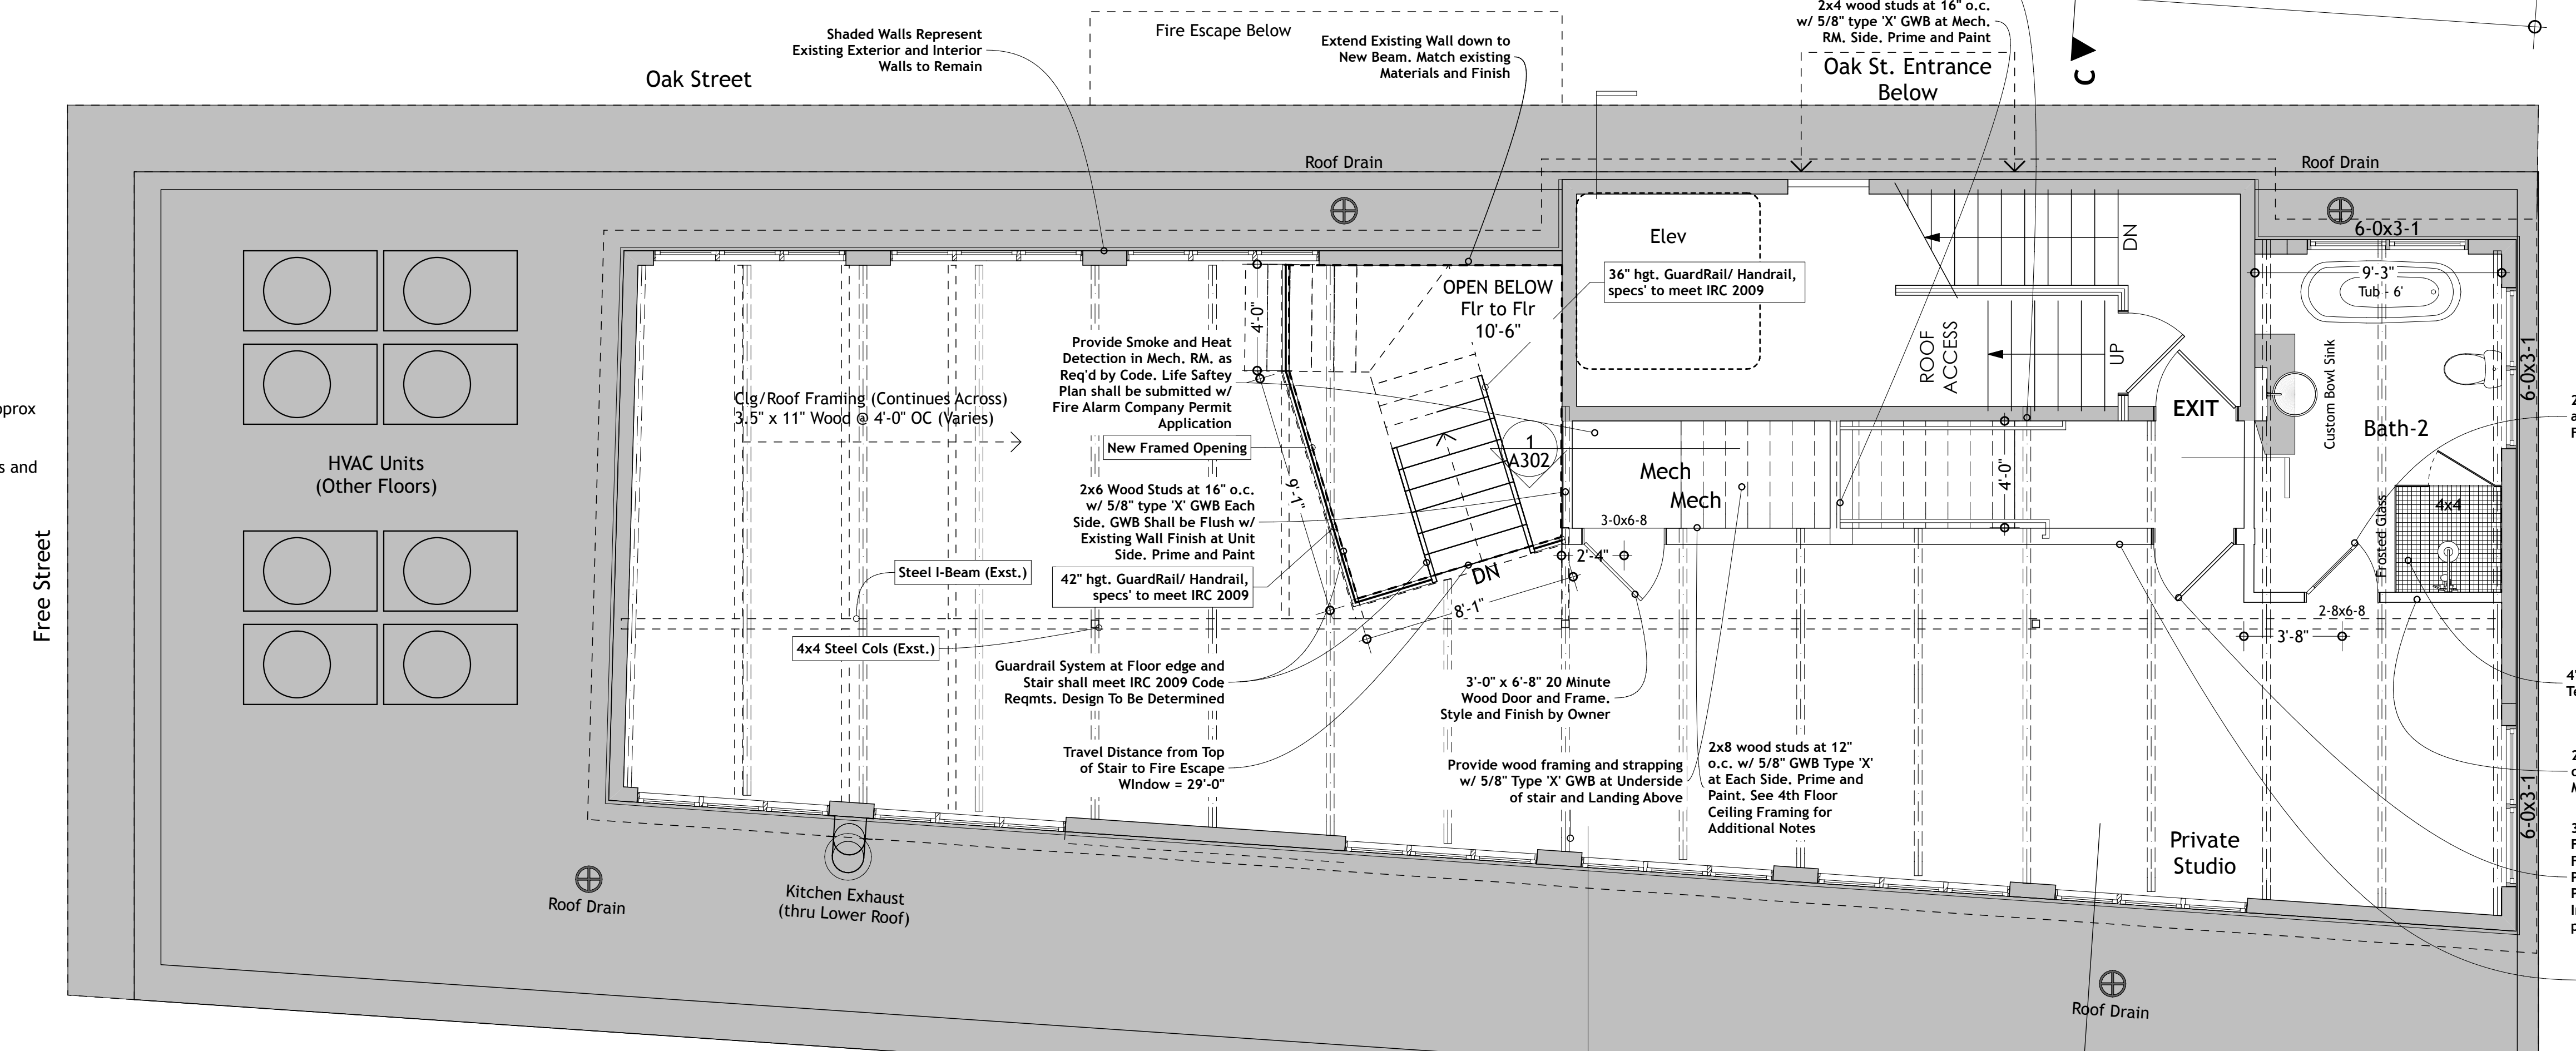 2x4 wood studs at 16" o.c.
w/ 5/8" type 'X' GWB at Mech.
RM. Side. Prime and Paint
Shaded Walls Represent
Existing Exterior and Interior
Walls to Remain
Fire Escape Below
Extend Existing Wall down to
New Beam. Match existing
Materials and Finish
Oak Street
Oak St. Entrance
Below
C
Roof Drain
Roof Drain
Elev
DN
6-0x3-1
9'-3"
Tub - 6'
36" hgt. GuardRail/ Handrail,
specs' to meet IRC 2009
OPEN BELOW
Flr to Flr
10'-6"
4'-0"
Provide Smoke and Heat
Detection in Mech. RM. as
Req'd by Code. Life Saftey
Plan shall be submitted w/
Fire Alarm Company Permit
Application
ROOF
ACCESS
UP
6-0x3-1
Custom Bowl Sink
EXIT
Bath-2
Clg/Roof Framing (Continues Across)
3.5" x 11" Wood @ 4'-0" OC (Varies)
New Framed Opening
1
A302
HVAC Units
(Other Floors)
Mech
Mech
4'-0"
9'-1"
2x6 Wood Studs at 16" o.c.
w/ 5/8" type 'X' GWB Each
Side. GWB Shall be Flush w/
Existing Wall Finish at Unit
Side. Prime and Paint
3-0x6-8
4x4
Frosted Glass
Free Street
Steel I-Beam (Exst.)
42" hgt. GuardRail/ Handrail,
specs' to meet IRC 2009
DN
2'-4"
8'-1"
2-8x6-8
3'-8"
4x4 Steel Cols (Exst.)
Guardrail System at Floor edge and
Stair shall meet IRC 2009 Code
Reqmts. Design To Be Determined
3'-0" x 6'-8" 20 Minute
Wood Door and Frame.
Style and Finish by Owner
Travel Distance from Top
of Stair to Fire Escape
WIndow = 29'-0"
Provide wood framing and strapping
w/ 5/8" Type 'X' GWB at Underside
of stair and Landing Above
2x8 wood studs at 12"
o.c. w/ 5/8" GWB Type 'X'
at Each Side. Prime and
Paint. See 4th Floor
Ceiling Framing for
Additional Notes
6-0x3-1
Private
Studio
Roof Drain
Kitchen Exhaust
(thru Lower Roof)
Roof Drain
s and